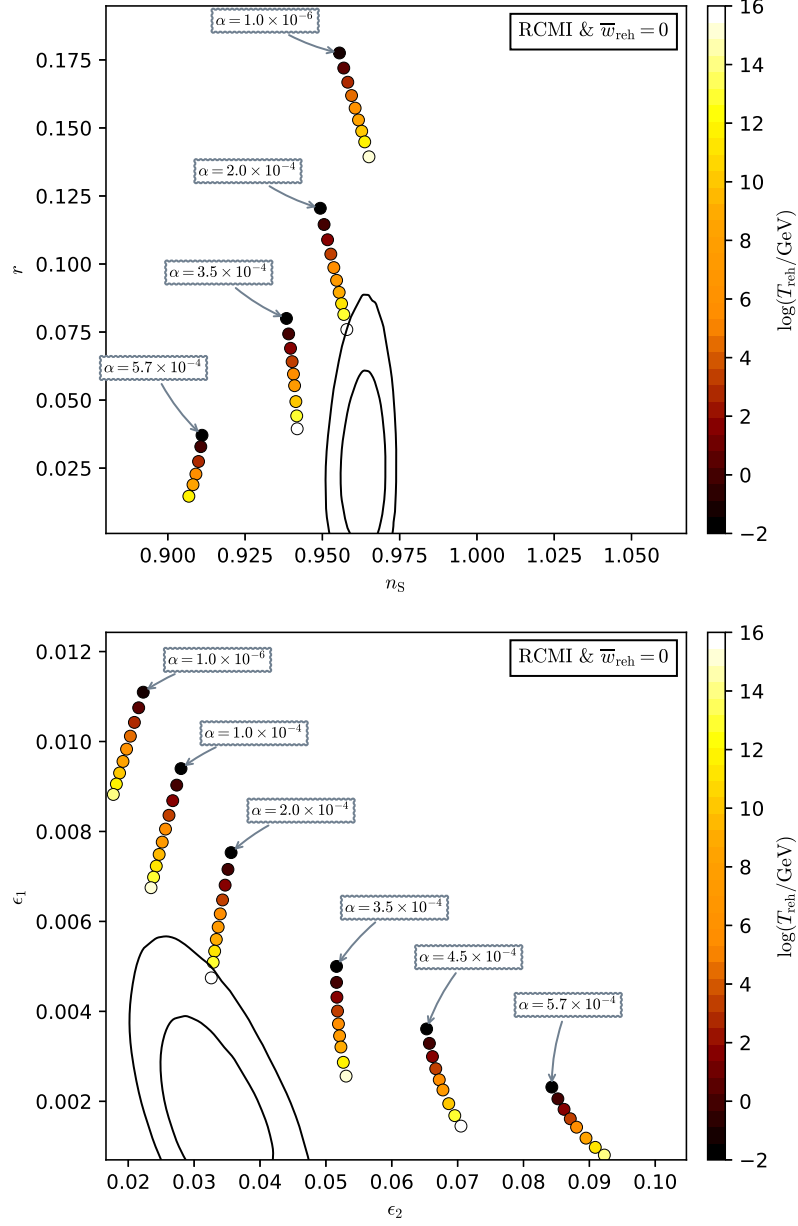 α = 1.0 × 10⁻⁶
RCMI & w̅_reh = 0
α = 2.0 × 10⁻⁴
α = 3.5 × 10⁻⁴
α = 5.7 × 10⁻⁴
0.175
0.150
0.125
0.100
0.075
0.050
0.025
r
0.900 0.925 0.950 0.975 1.000 1.025 1.050
n_S
16
14
12
10
8
6
4
2
0
−2
log(T_reh/GeV)
RCMI & w̅_reh = 0
α = 1.0 × 10⁻⁶
α = 1.0 × 10⁻⁴
α = 2.0 × 10⁻⁴
α = 3.5 × 10⁻⁴
α = 4.5 × 10⁻⁴
α = 5.7 × 10⁻⁴
0.012
0.010
0.008
0.006
0.004
0.002
ϵ₁
0.02 0.03 0.04 0.05 0.06 0.07 0.08 0.09 0.10
ϵ₂
16
14
12
10
8
6
4
2
0
−2
log(T_reh/GeV)